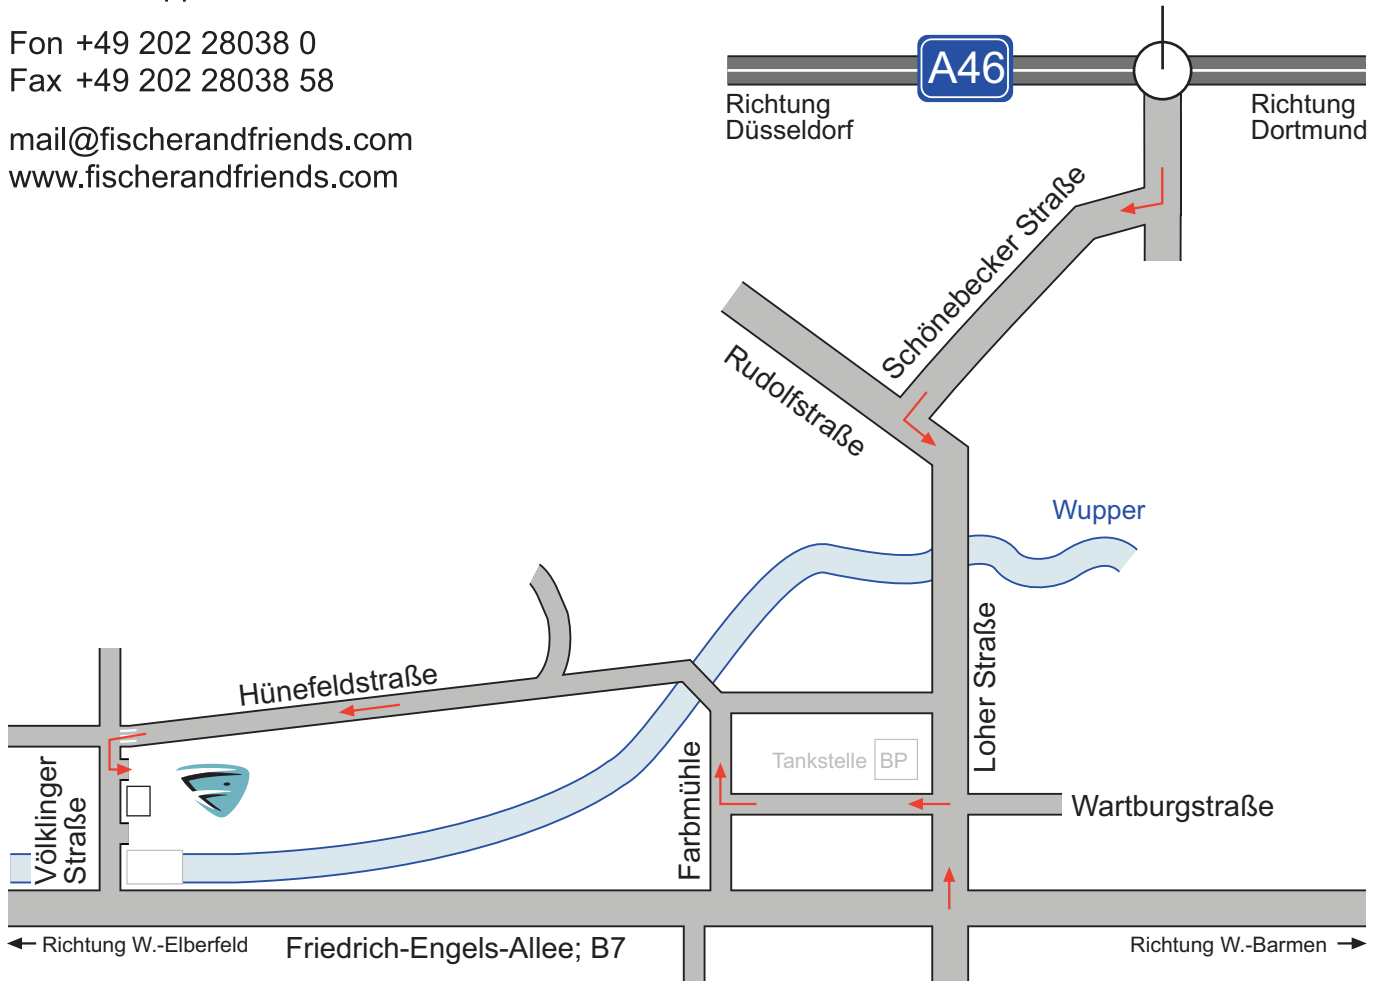 Fon +49 202 28038 0
Fax +49 202 28038 58
mail@fischerandfriends.com
www.fischerandfriends.com
A46
Richtung
Düsseldorf
Richtung
Dortmund
Schönebecker Straße
Rudolfstraße
Wupper
Hünefeldstraße
Loher Straße
Tankstelle BP
Völklinger
Straße
Farbmühle
Wartburgstraße
Richtung W.-Elberfeld
Friedrich-Engels-Allee; B7
Richtung W.-Barmen